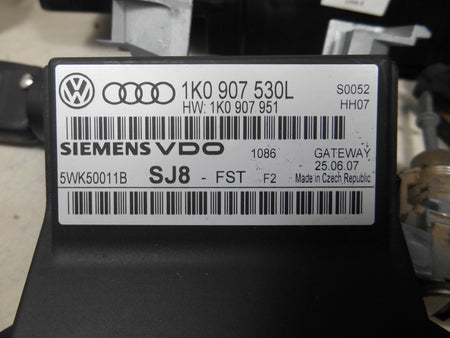 1K0 907 530L S0052
HW: 1K0 907 951 HH07
SIEMENS VDO 1086 GATEWAY
25.06.07
5WK50011B SJ8 - FST F2 Made in Czech Republic